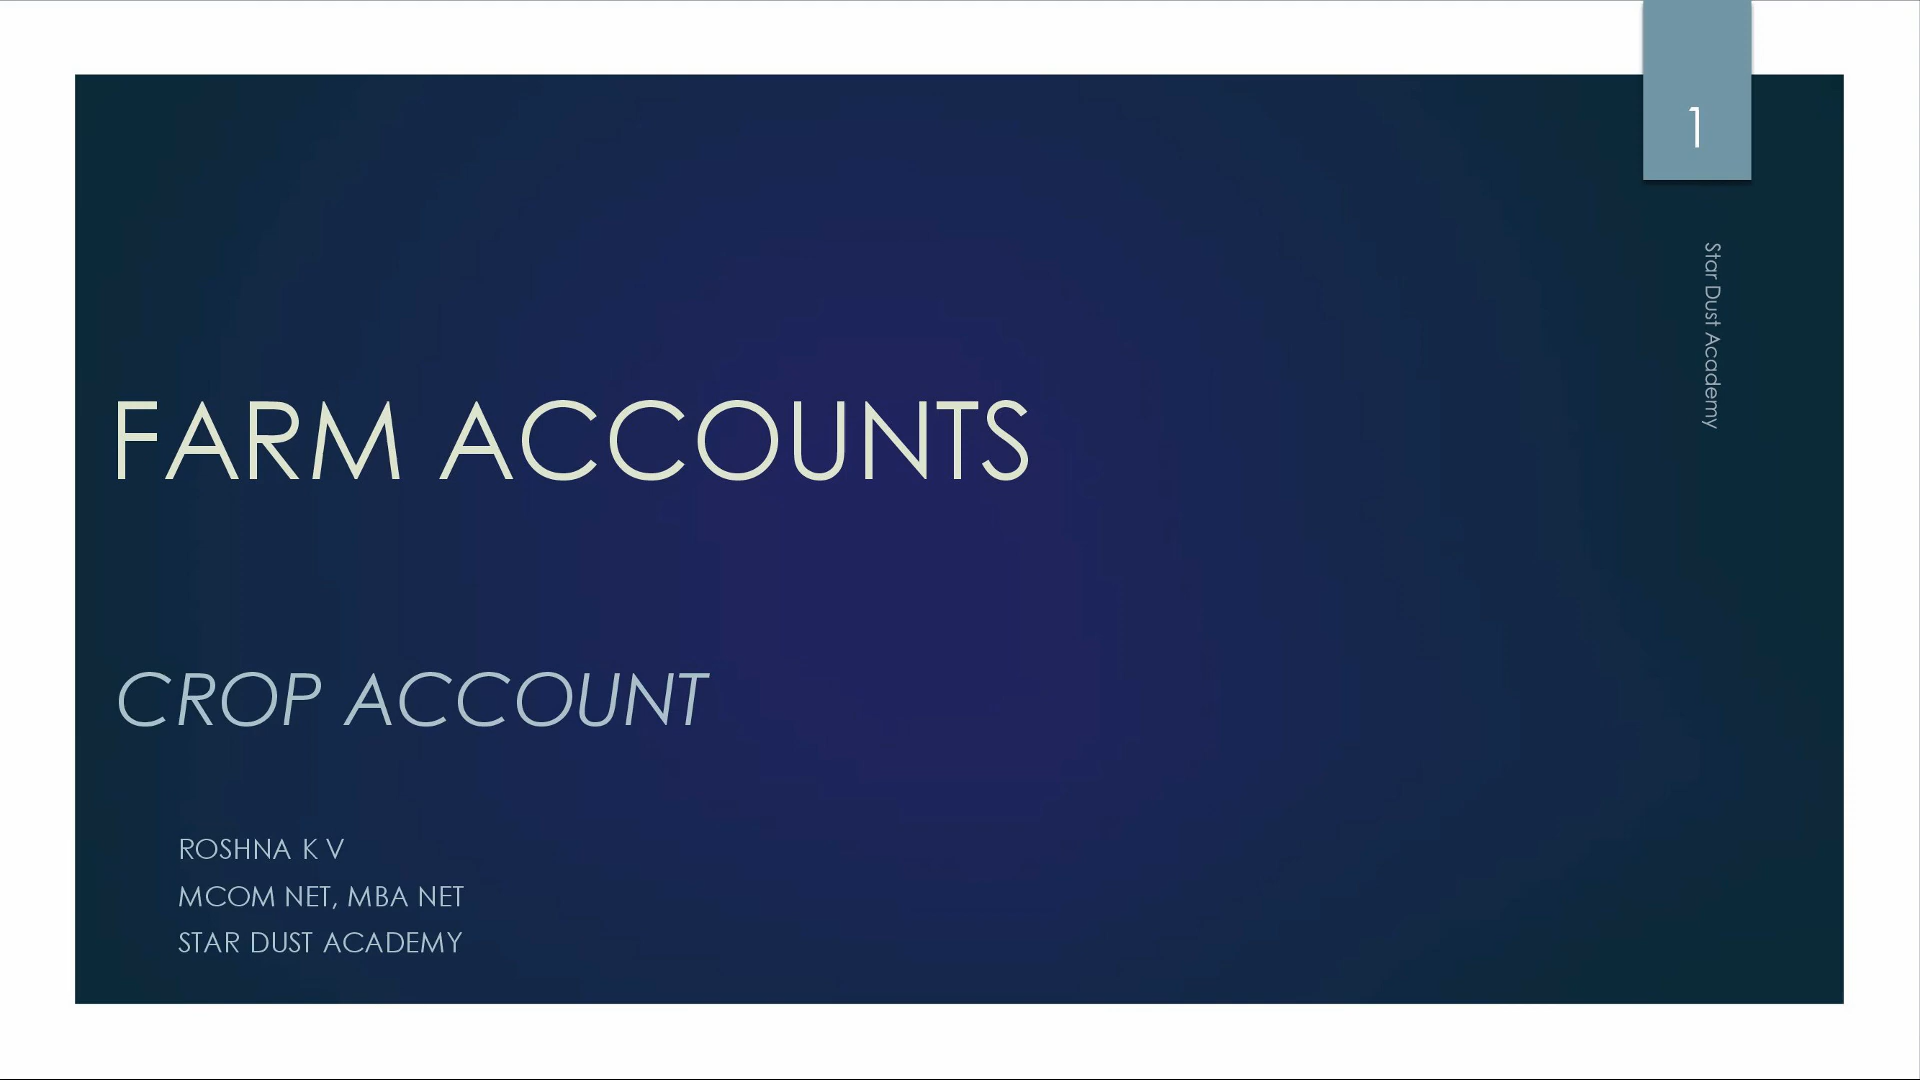 1
Star Dust Academy
FARM ACCOUNTS
CROP ACCOUNT
ROSHNA K V
MCOM NET, MBA NET
STAR DUST ACADEMY